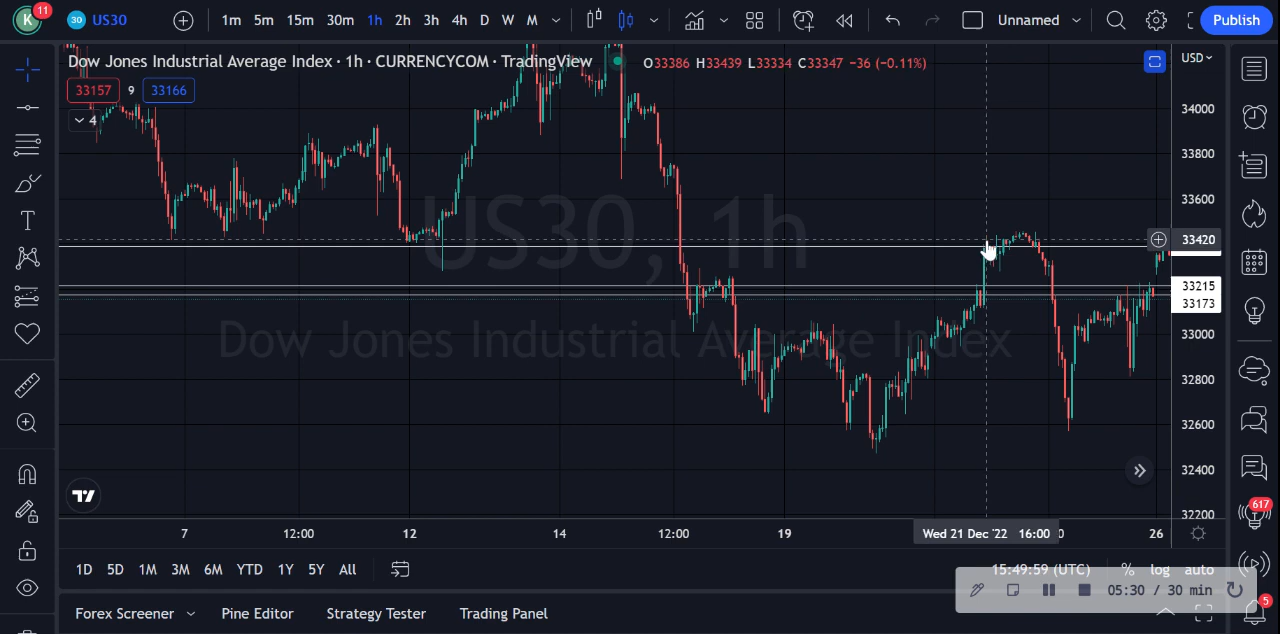 K 11 30 US30 1m 5m 15m 30m 1h 2h 3h 4h D W M Unnamed Publish
Dow Jones Industrial Average Index · 1h · CURRENCYCOM · TradingView O33386 H33439 L33334 C33347 −36 (−0.11%) USD
33157 9 33166
4
34000
33800
33600
33420
33215
33173
33000
32800
32600
32400
32200
US30, 1h
Dow Jones Industrial Average Index
7 12:00 12 14 12:00 19 Wed 21 Dec '22 16:00 26
617
1D 5D 1M 3M 6M YTD 1Y 5Y All 15:49:59 (UTC) % log auto
05:30 / 30 min
5
Forex Screener Pine Editor Strategy Tester Trading Panel